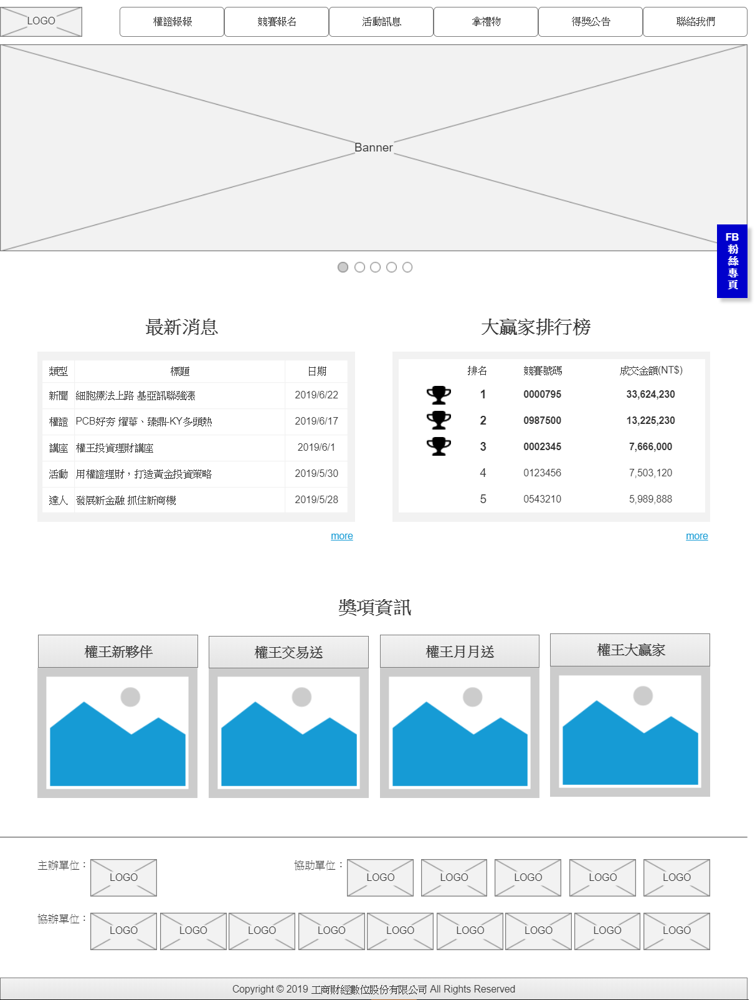 LOGO
權證報報
競賽報名
活動訊息
拿禮物
得獎公告
聯絡我們
Banner
FB
粉
絲
專
頁
最新消息
類型 標題 日期
新聞 細胞療法上路 基亞訊聯強漲 2019/6/22
權證 PCB好夯 燿華、臻鼎-KY多頭熱 2019/6/17
講座 權王投資理財講座 2019/6/1
活動 用權證理財，打造黃金投資策略 2019/5/30
達人 發展新金融 抓住新商機 2019/5/28
more
大贏家排行榜
排名 競賽號碼 成交金額(NT$)
1 0000795 33,624,230
2 0987500 13,225,230
3 0002345 7,666,000
4 0123456 7,503,120
5 0543210 5,989,888
more
獎項資訊
權王新夥伴
權王交易送
權王月月送
權王大贏家
主辦單位： LOGO
協助單位： LOGO LOGO LOGO LOGO LOGO
協辦單位： LOGO LOGO LOGO LOGO LOGO LOGO LOGO LOGO LOGO
Copyright © 2019 工商財經數位股份有限公司 All Rights Reserved